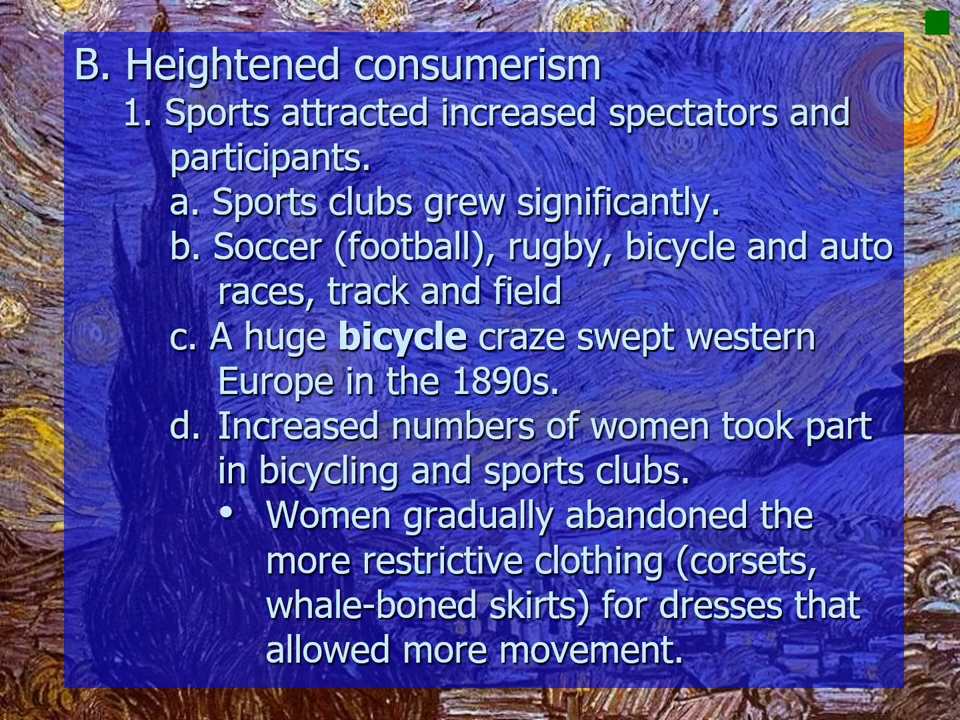 B. Heightened consumerism
1. Sports attracted increased spectators and
participants.
a. Sports clubs grew significantly.
b. Soccer (football), rugby, bicycle and auto
races, track and field
c. A huge bicycle craze swept western
Europe in the 1890s.
d. Increased numbers of women took part
in bicycling and sports clubs.
• Women gradually abandoned the
more restrictive clothing (corsets,
whale-boned skirts) for dresses that
allowed more movement.